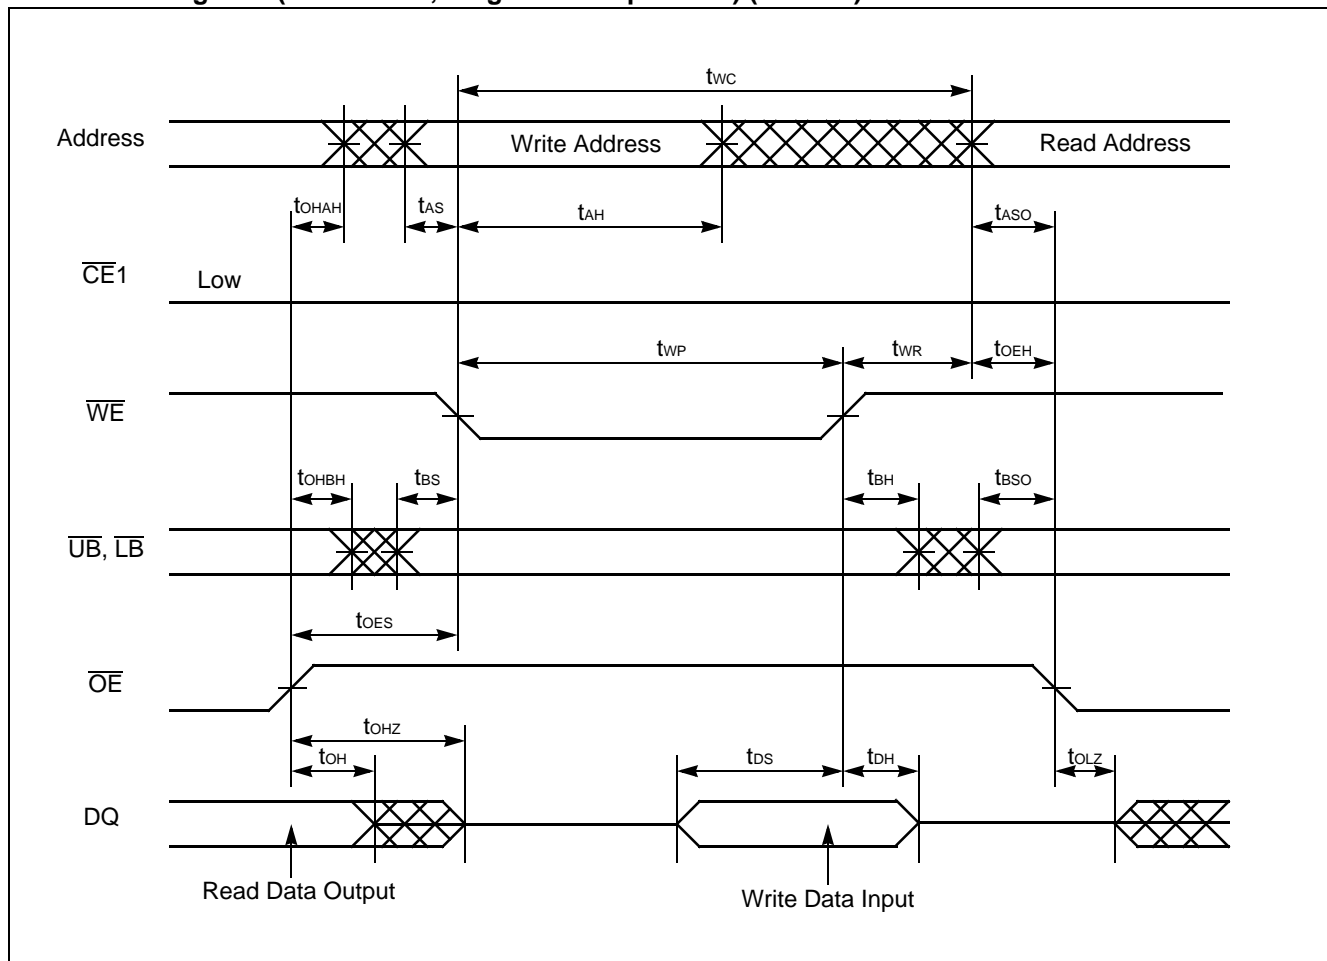 tWC
Address
Write Address
Read Address
tOHAH
tAS
tAH
tASO
CE1
Low
tWP
tWR
tOEH
WE
tOHBH
tBS
tBH
tBSO
UB, LB
tOES
OE
tOHZ
tOH
tDS
tDH
tOLZ
DQ
Read Data Output
Write Data Input